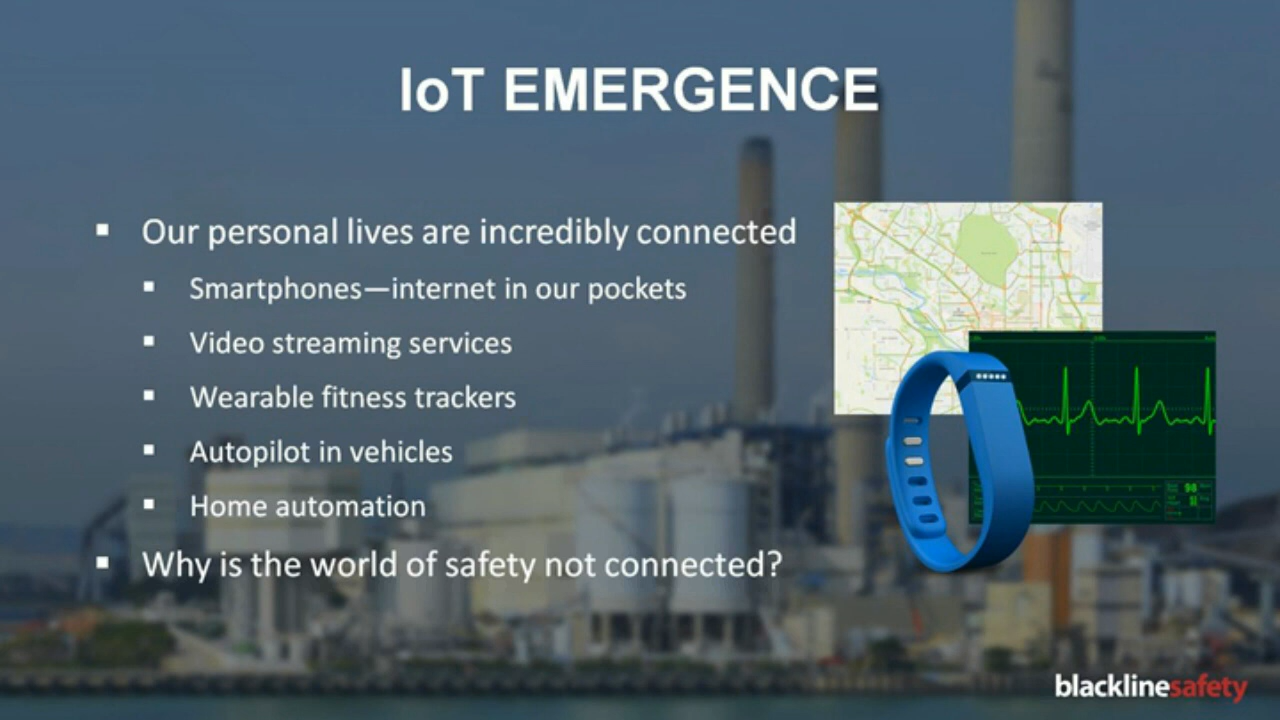 IoT EMERGENCE
Our personal lives are incredibly connected
Smartphones—internet in our pockets
Video streaming services
Wearable fitness trackers
Autopilot in vehicles
Home automation
Why is the world of safety not connected?
blacklinesafety